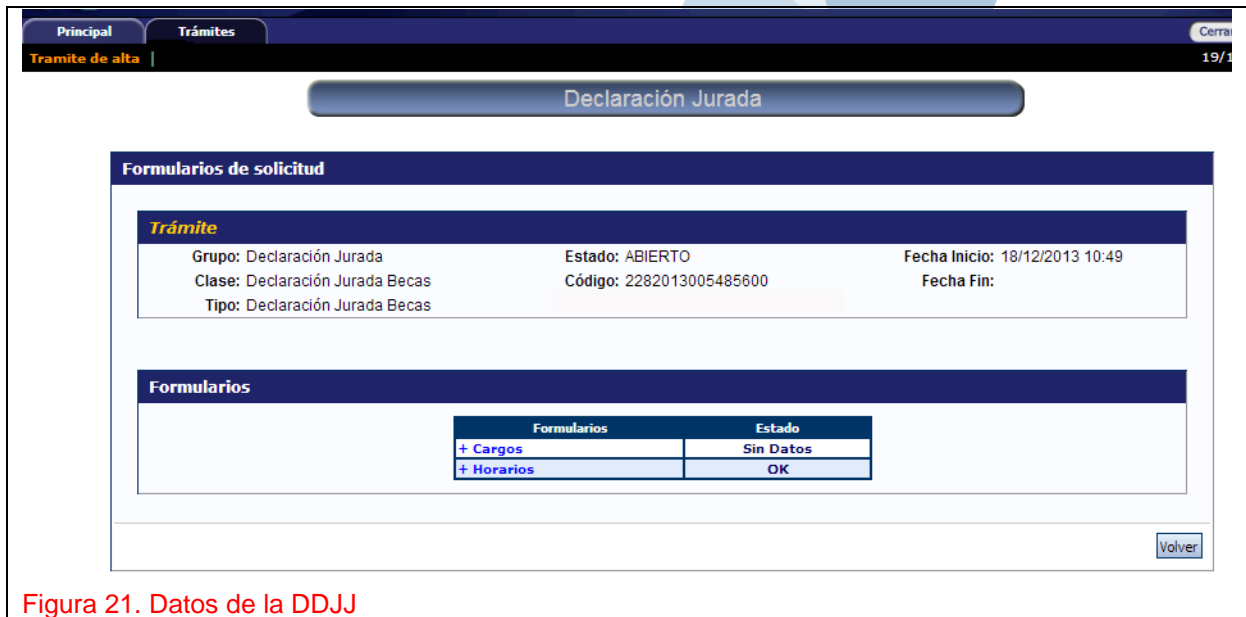 Principal Trámites Cerrar
Tramite de alta | 19/1
Declaración Jurada
Formularios de solicitud
Trámite
Grupo: Declaración Jurada Estado: ABIERTO Fecha Inicio: 18/12/2013 10:49
Clase: Declaración Jurada Becas Código: 2282013005485600 Fecha Fin:
Tipo: Declaración Jurada Becas
Formularios
Formularios Estado
+ Cargos Sin Datos
+ Horarios OK
Volver
Figura 21. Datos de la DDJJ